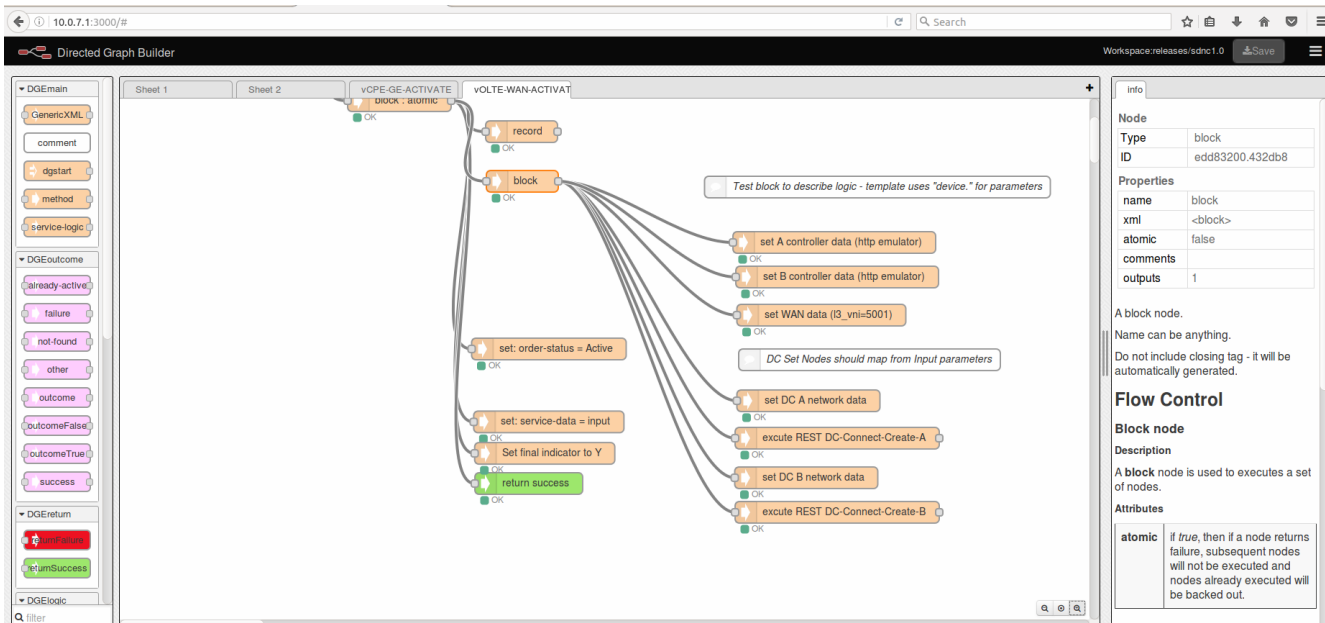 10.0.7.1:3000/#
Search
Directed Graph Builder
Workspace:releases/sdnc1.0
Save
DGEmain
GenericXML
comment
dgstart
method
service-logic
DGEoutcome
already-active
failure
not-found
other
outcome
outcomeFalse
outcomeTrue
success
DGEreturn
returnFailure
returnSuccess
DGElogic
filter
Sheet 1
Sheet 2
vCPE-GE-ACTIVATE
vOLTE-WAN-ACTIVAT
+
block : atomic
OK
record
OK
block
OK
Test block to describe logic - template uses "device." for parameters
set A controller data (http emulator)
OK
set B controller data (http emulator)
OK
set WAN data (l3_vni=5001)
OK
set: order-status = Active
OK
DC Set Nodes should map from Input parameters
set DC A network data
OK
set: service-data = input
OK
excute REST DC-Connect-Create-A
OK
Set final indicator to Y
OK
set DC B network data
OK
return success
OK
excute REST DC-Connect-Create-B
OK
info
Node
Type block
ID edd83200.432db8
Properties
name block
xml <block>
atomic false
comments
outputs 1
A block node.
Name can be anything.
Do not include closing tag - it will be
automatically generated.
Flow Control
Block node
Description
A block node is used to executes a set
of nodes.
Attributes
atomic if true, then if a node returns
failure, subsequent nodes
will not be executed and
nodes already executed will
be backed out.